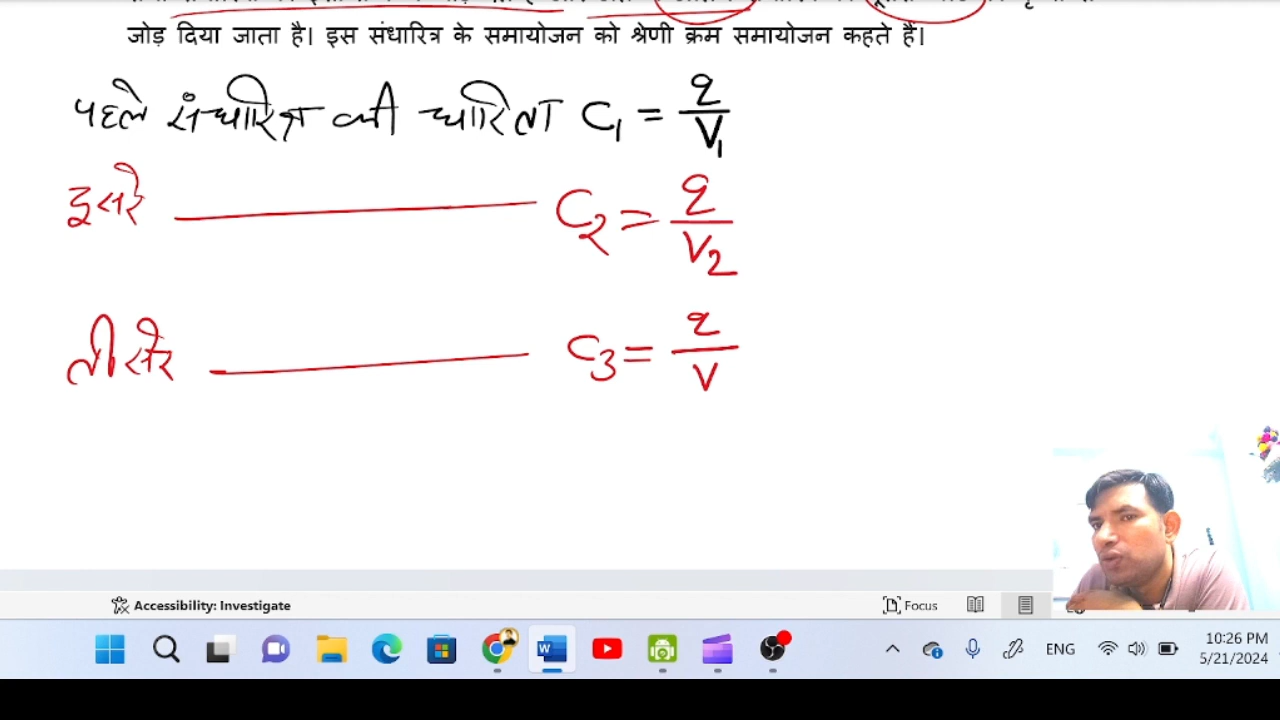 जोड़ दिया जाता है। इस संधारित्र के समायोजन को श्रेणी क्रम समायोजन कहते हैं।
पहले संधारित्र की धारिता C₁ = q/V₁
दूसरे C₂ = q/V₂
तीसरे C₃ = q/V
Accessibility: Investigate
Focus
ENG
10:26 PM
5/21/2024